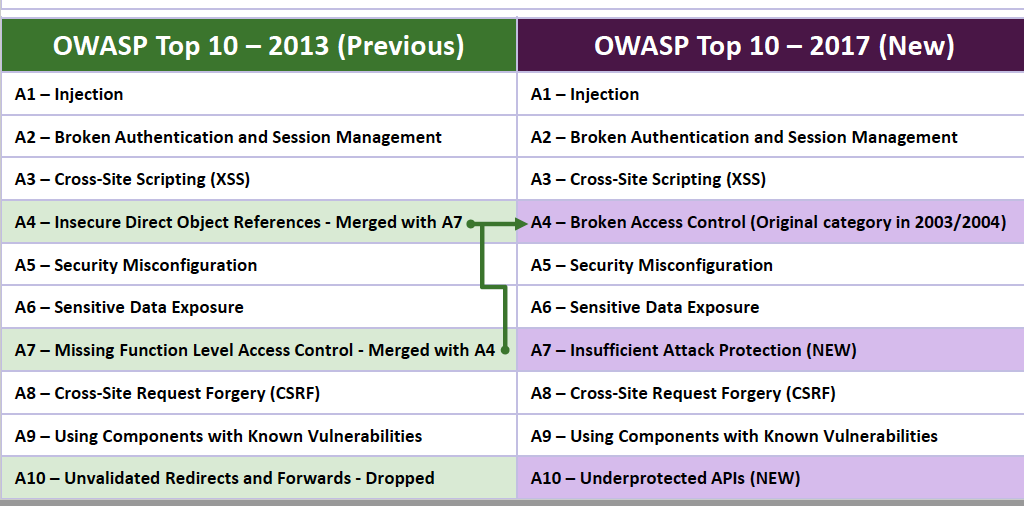 OWASP Top 10 – 2013 (Previous)
OWASP Top 10 – 2017 (New)
A1 – Injection
A1 – Injection
A2 – Broken Authentication and Session Management
A2 – Broken Authentication and Session Management
A3 – Cross-Site Scripting (XSS)
A3 – Cross-Site Scripting (XSS)
A4 – Insecure Direct Object References - Merged with A7
A4 – Broken Access Control (Original category in 2003/2004)
A5 – Security Misconfiguration
A5 – Security Misconfiguration
A6 – Sensitive Data Exposure
A6 – Sensitive Data Exposure
A7 – Missing Function Level Access Control - Merged with A4
A7 – Insufficient Attack Protection (NEW)
A8 – Cross-Site Request Forgery (CSRF)
A8 – Cross-Site Request Forgery (CSRF)
A9 – Using Components with Known Vulnerabilities
A9 – Using Components with Known Vulnerabilities
A10 – Unvalidated Redirects and Forwards - Dropped
A10 – Underprotected APIs (NEW)